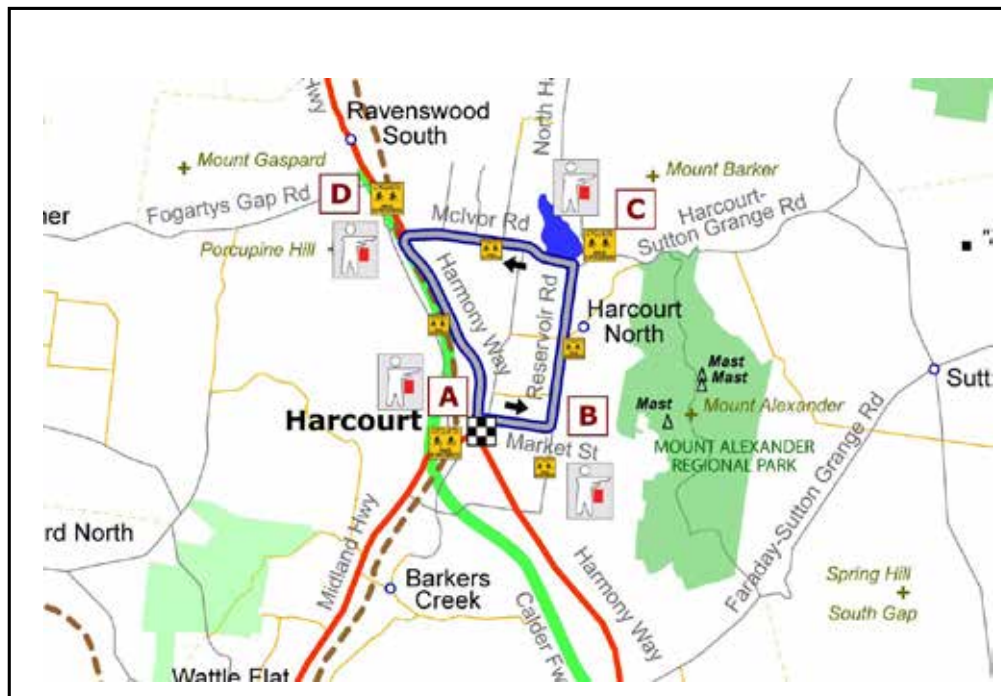 Hwy
Ravenswood
South
North Ha
Mount Gaspard
Mount Barker
D
C
Fogartys Gap Rd
McIvor Rd
Harcourt-
Sutton Grange Rd
ner
Porcupine Hill
Harmony Way
Reservoir Rd
Harcourt
North
Mast
Mast
Sutt
A
B
Harcourt
Mast
Mount Alexander
Market St
MOUNT ALEXANDER
REGIONAL PARK
rd North
Midland Hwy
Barkers
Creek
Calder Fw
Harmony Way
Faraday-Sutton Grange Rd
Spring Hill
South Gap
Wattle Flat